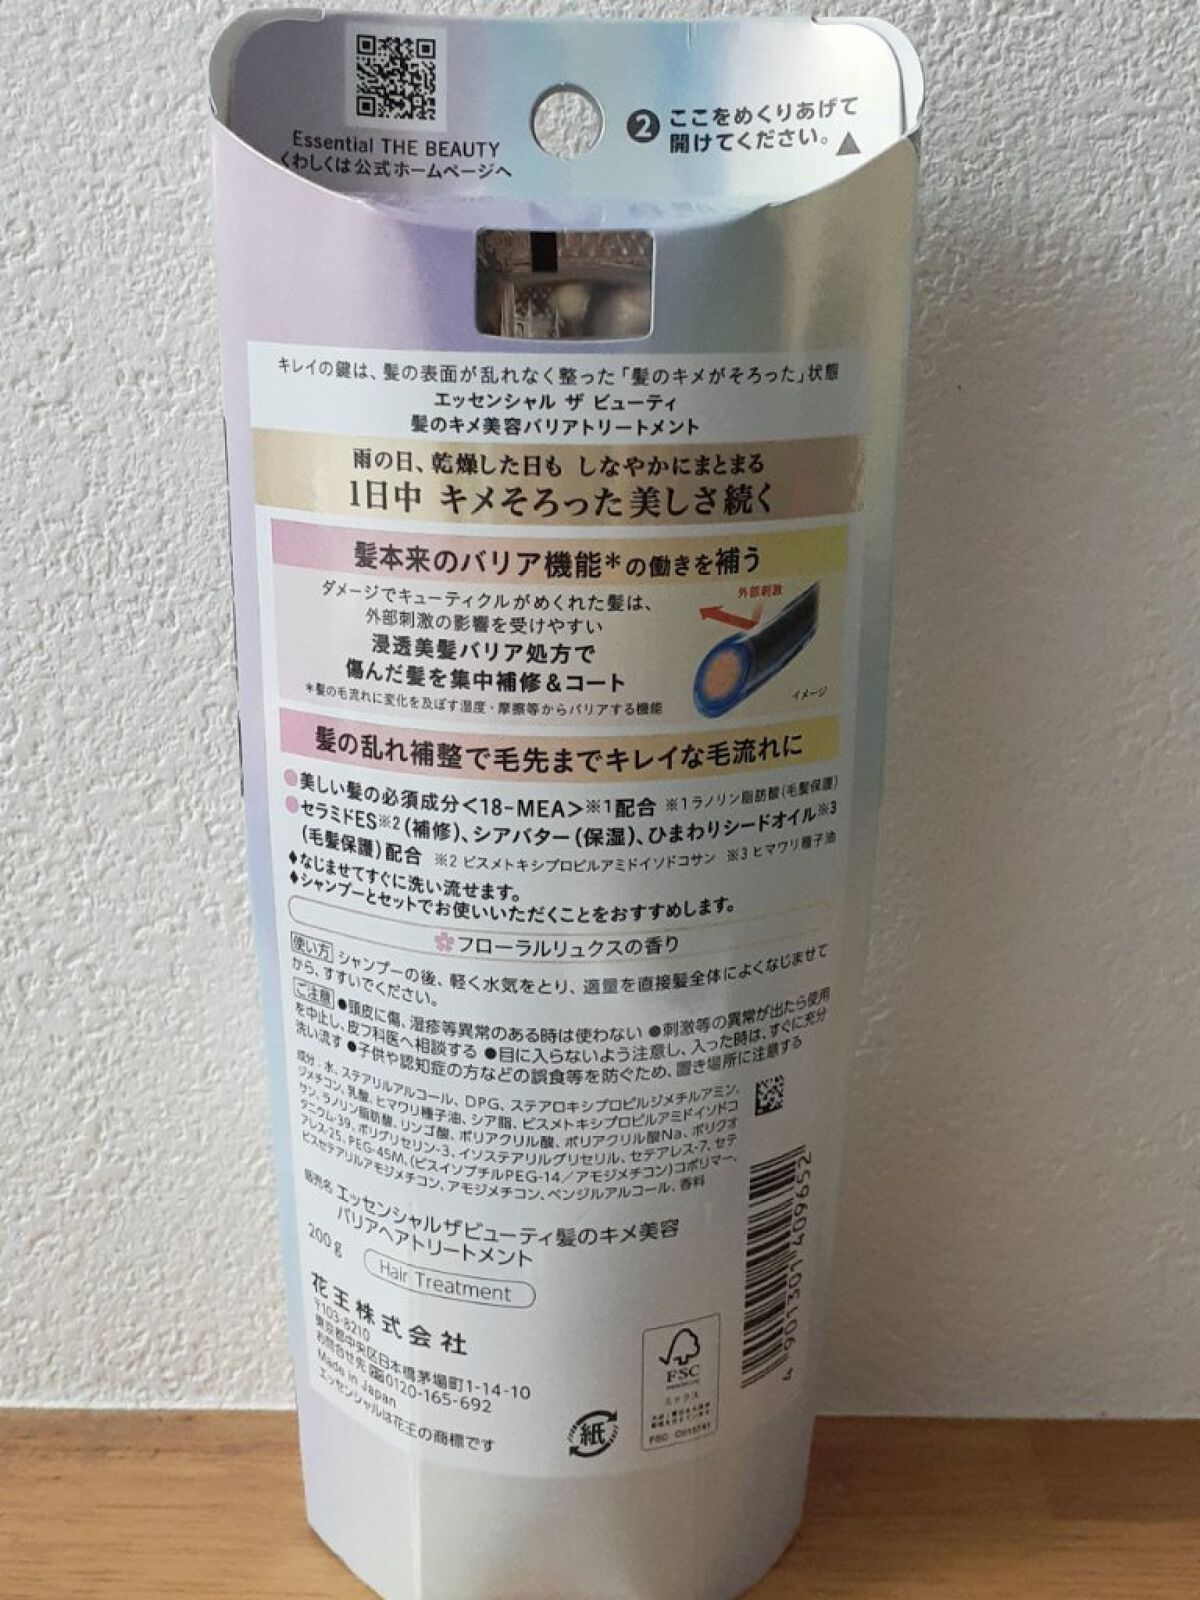 Essential THE BEAUTY
くわしくは公式ホームページへ
❷ ここをめくりあげて
開けてください。▲
キレイの鍵は、髪の表面が乱れなく整った「髪のキメがそろった」状態
エッセンシャル ザ ビューティ
髪のキメ美容バリアトリートメント
雨の日、乾燥した日も しなやかにまとまる
1日中 キメそろった美しさ続く
髪本来のバリア機能*の働きを補う
ダメージでキューティクルがめくれた髪は、
外部刺激の影響を受けやすい
浸透美髪バリア処方で
傷んだ髪を集中補修&コート
*髪の毛流れに変化を及ぼす湿度・摩擦等からバリアする機能
外部刺激
イメージ
髪の乱れ補整で毛先までキレイな毛流れに
●美しい髪の必須成分<18-MEA>※1配合 ※1ラノリン脂肪酸(毛髪保護)
●セラミドES※2(補修)、シアバター(保湿)、ひまわりシードオイル※3
(毛髪保護)配合 ※2 ビスメトキシプロピルアミドイソドコサン ※3 ヒマワリ種子油
♦なじませてすぐに洗い流せます。
♦シャンプーとセットでお使いいただくことをおすすめします。
フローラルリュクスの香り
使い方 シャンプーの後、軽く水気をとり、適量を直接髪全体によくなじませて
から、すすいでください。
ご注意 ●頭皮に傷、湿疹等異常のある時は使わない ●刺激等の異常が出たら使用
を中止し、皮フ科医へ相談する ●目に入らないよう注意し、入った時は、すぐに充分
洗い流す ●子供や認知症の方などの誤食等を防ぐため、置き場所に注意する
成分：水、ステアリルアルコール、DPG、ステアロキシプロピルジメチルアミン、
ジメチコン、乳酸、ヒマワリ種子油、シア脂、ビスメトキシプロピルアミドイソドコ
サン、ラノリン脂肪酸、リンゴ酸、ポリアクリル酸、ポリアクリル酸Na、ポリクオ
タニウム-39、ポリグリセリン-3、イソステアリルグリセリル、セテアレス-7、セテ
アレス-25、PEG-45M、(ビスイソブチルPEG-14／アモジメチコン)コポリマー、
ビスセテアリルアモジメチコン、アモジメチコン、ベンジルアルコール、香料
販売名 エッセンシャルザビューティ髪のキメ美容
バリアヘアトリートメント
200g
Hair Treatment
花王株式会社
〒103-8210
東京都中央区日本橋茅場町1-14-10
お問合せ先 0120-165-692
Made in Japan
エッセンシャルは花王の商標です
紙
FSC
ミックス
FSC C015741
4 901301 409652